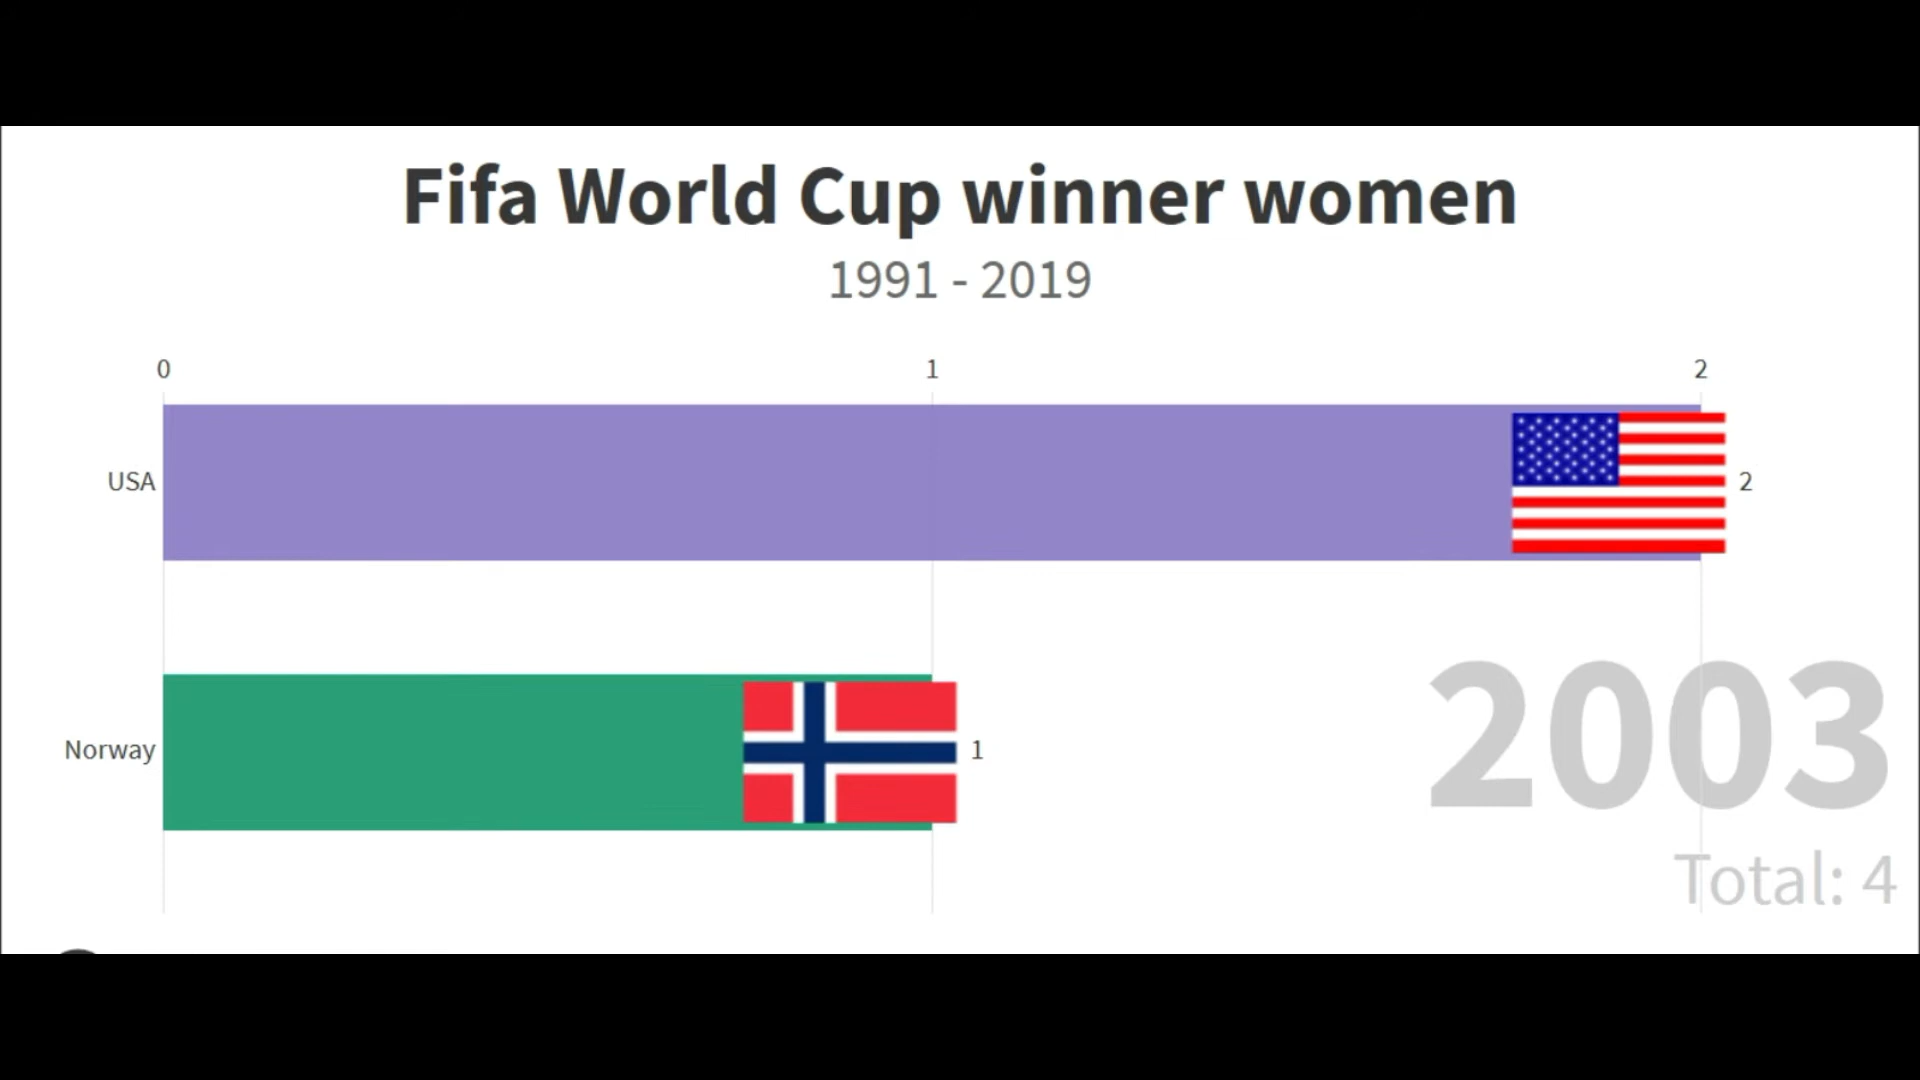 Fifa World Cup winner women
1991 - 2019
0 1 2
USA 2
Norway 1
2003
Total: 4